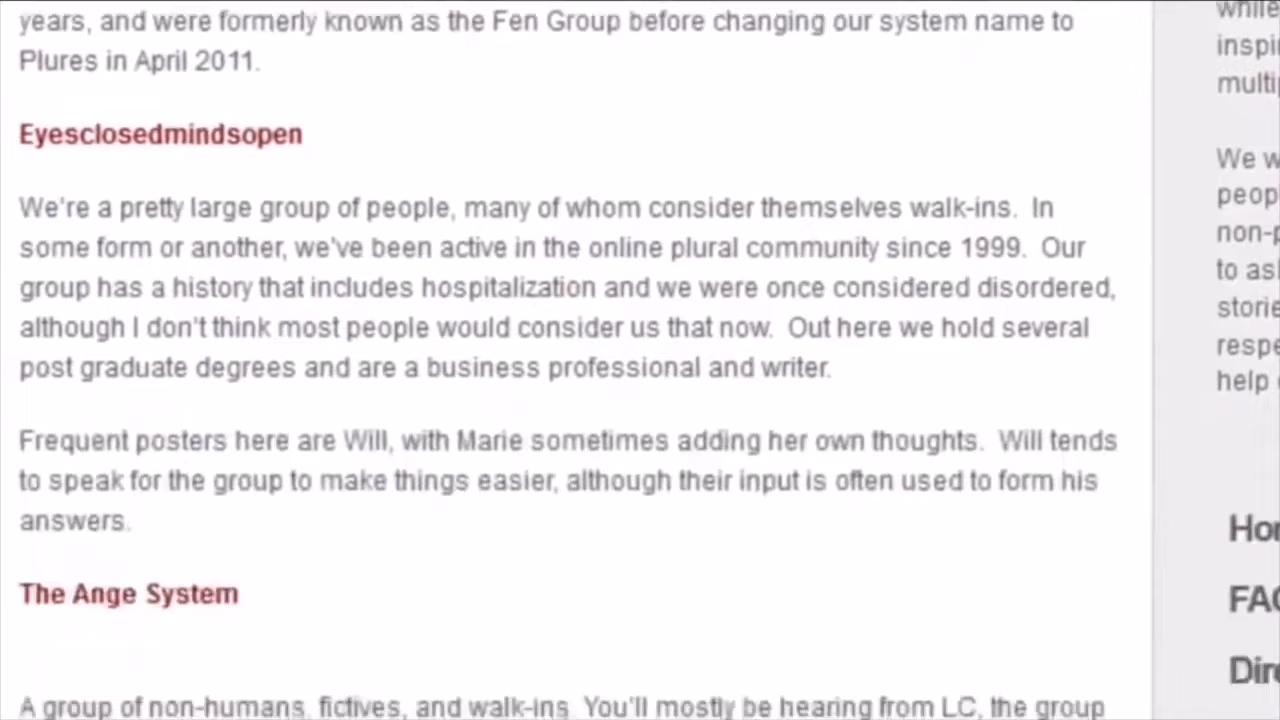 years, and were formerly known as the Fen Group before changing our system name to
Plures in April 2011.
Eyesclosedmindsopen
We're a pretty large group of people, many of whom consider themselves walk-ins. In
some form or another, we've been active in the online plural community since 1999. Our
group has a history that includes hospitalization and we were once considered disordered,
although I don't think most people would consider us that now. Out here we hold several
post graduate degrees and are a business professional and writer.
Frequent posters here are Will, with Marie sometimes adding her own thoughts. Will tends
to speak for the group to make things easier, although their input is often used to form his
answers.
The Ange System
A group of non-humans, fictives, and walk-ins. You'll mostly be hearing from LC, the group
while
We w
to as